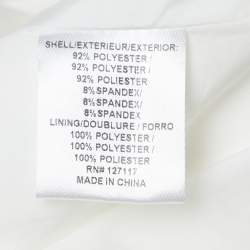 SHELL/EXTERIEUR/EXTERIOR:
92% POLYESTER /
92% POLYESTER /
92% POLIESTER
8%SPANDEX/
8%SPANDEX/
8%SPANDEX
LINING/DOUBLURE / FORRO
100% POLYESTER /
100% POLYESTER /
100% POLIESTER
RN# 127117
MADE IN CHINA